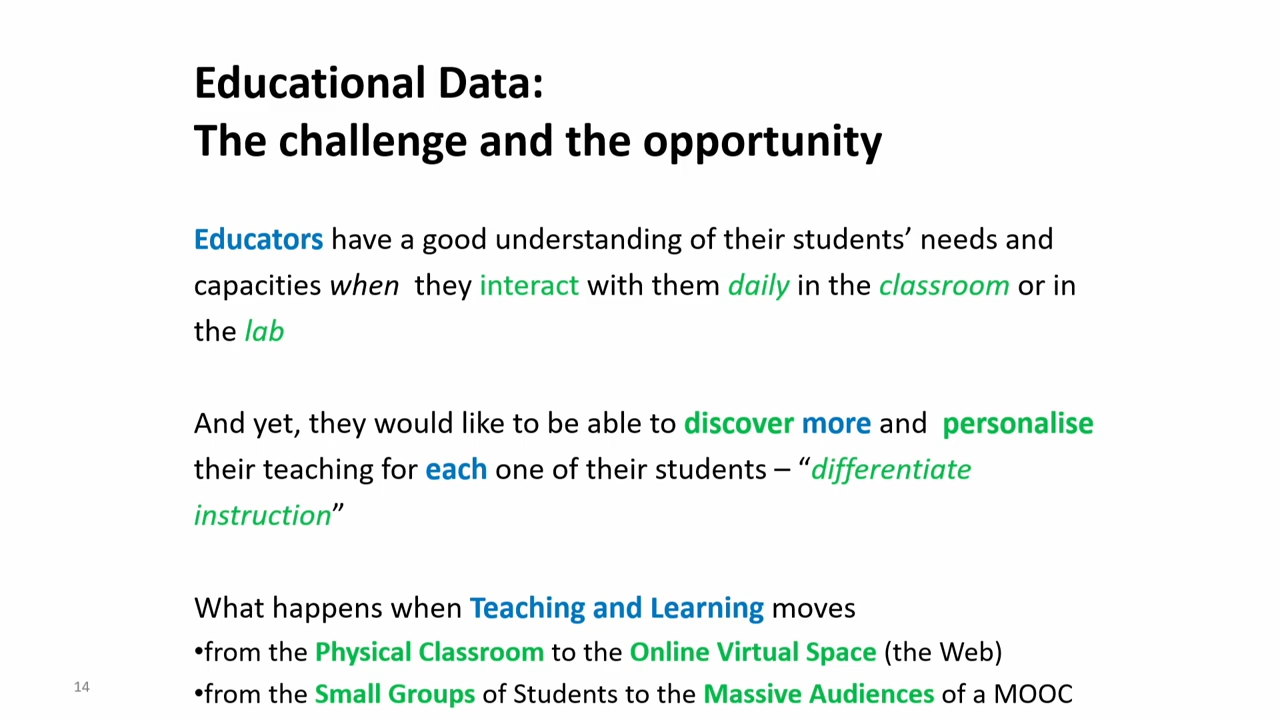 Educational Data:
The challenge and the opportunity
Educators have a good understanding of their students’ needs and
capacities when they interact with them daily in the classroom or in
the lab
And yet, they would like to be able to discover more and personalise
their teaching for each one of their students – “differentiate
instruction”
What happens when Teaching and Learning moves
•from the Physical Classroom to the Online Virtual Space (the Web)
•from the Small Groups of Students to the Massive Audiences of a MOOC
14